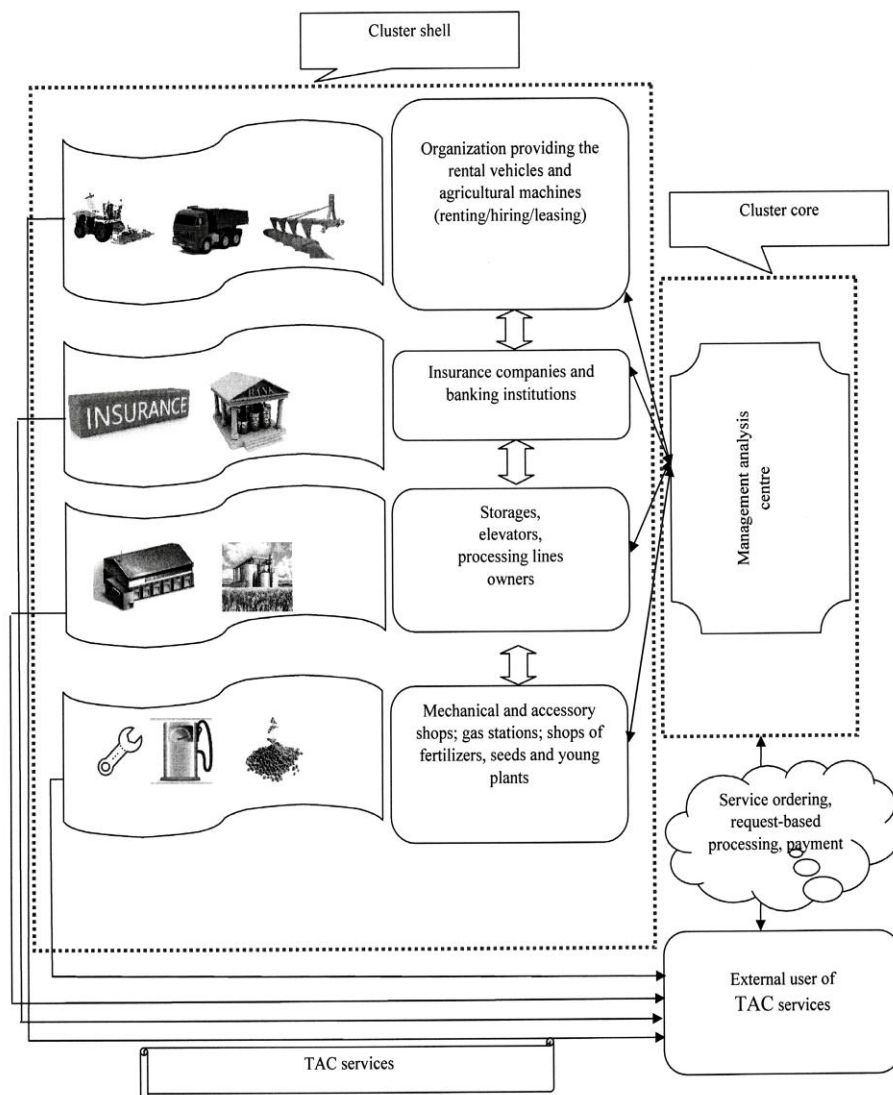 Cluster shell
Organization providing the
rental vehicles and
agricultural machines
(renting/hiring/leasing)
Cluster core
Insurance companies and
banking institutions
INSURANCE
BANK
Management analysis
centre
Storages,
elevators,
processing lines
owners
Mechanical and accessory
shops; gas stations; shops of
fertilizers, seeds and young
plants
Service ordering,
request-based
processing, payment
External user of
TAC services
TAC services